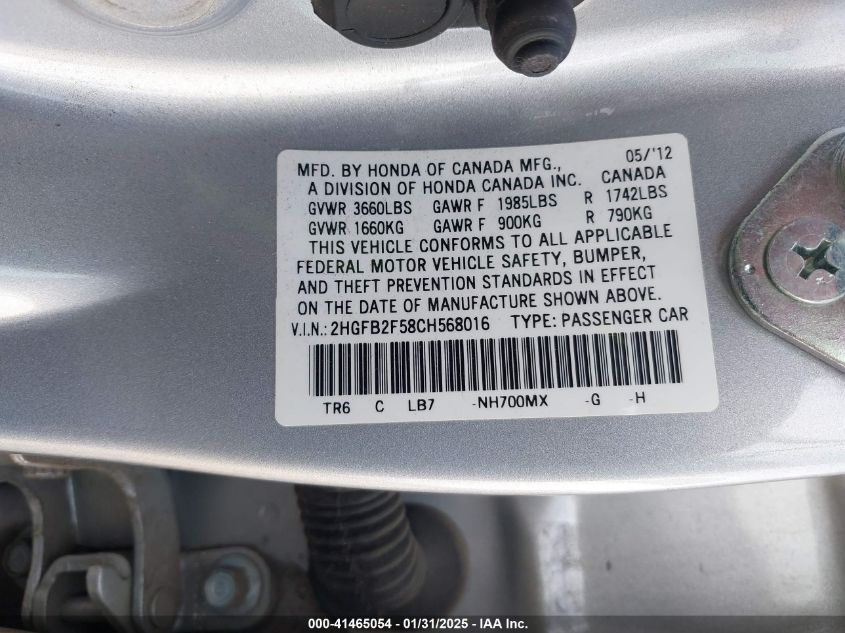 MFD. BY HONDA OF CANADA MFG., 05/'12
A DIVISION OF HONDA CANADA INC. CANADA
GVWR 3660LBS GAWR F 1985LBS R 1742LBS
GVWR 1660KG GAWR F 900KG R 790KG
THIS VEHICLE CONFORMS TO ALL APPLICABLE
FEDERAL MOTOR VEHICLE SAFETY, BUMPER,
AND THEFT PREVENTION STANDARDS IN EFFECT
ON THE DATE OF MANUFACTURE SHOWN ABOVE.
V.I.N.: 2HGFB2F58CH568016 TYPE: PASSENGER CAR
TR6 C LB7 -NH700MX -G -H
000-41465054 - 01/31/2025 - IAA Inc.